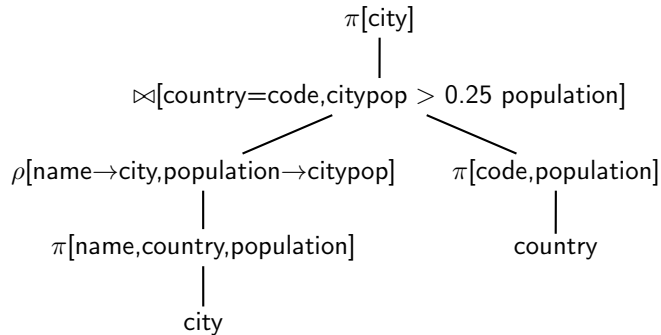 π[city]
⋈[country=code,citypop > 0.25 population]
ρ[name→city,population→citypop] π[code,population]
π[name,country,population] country
city